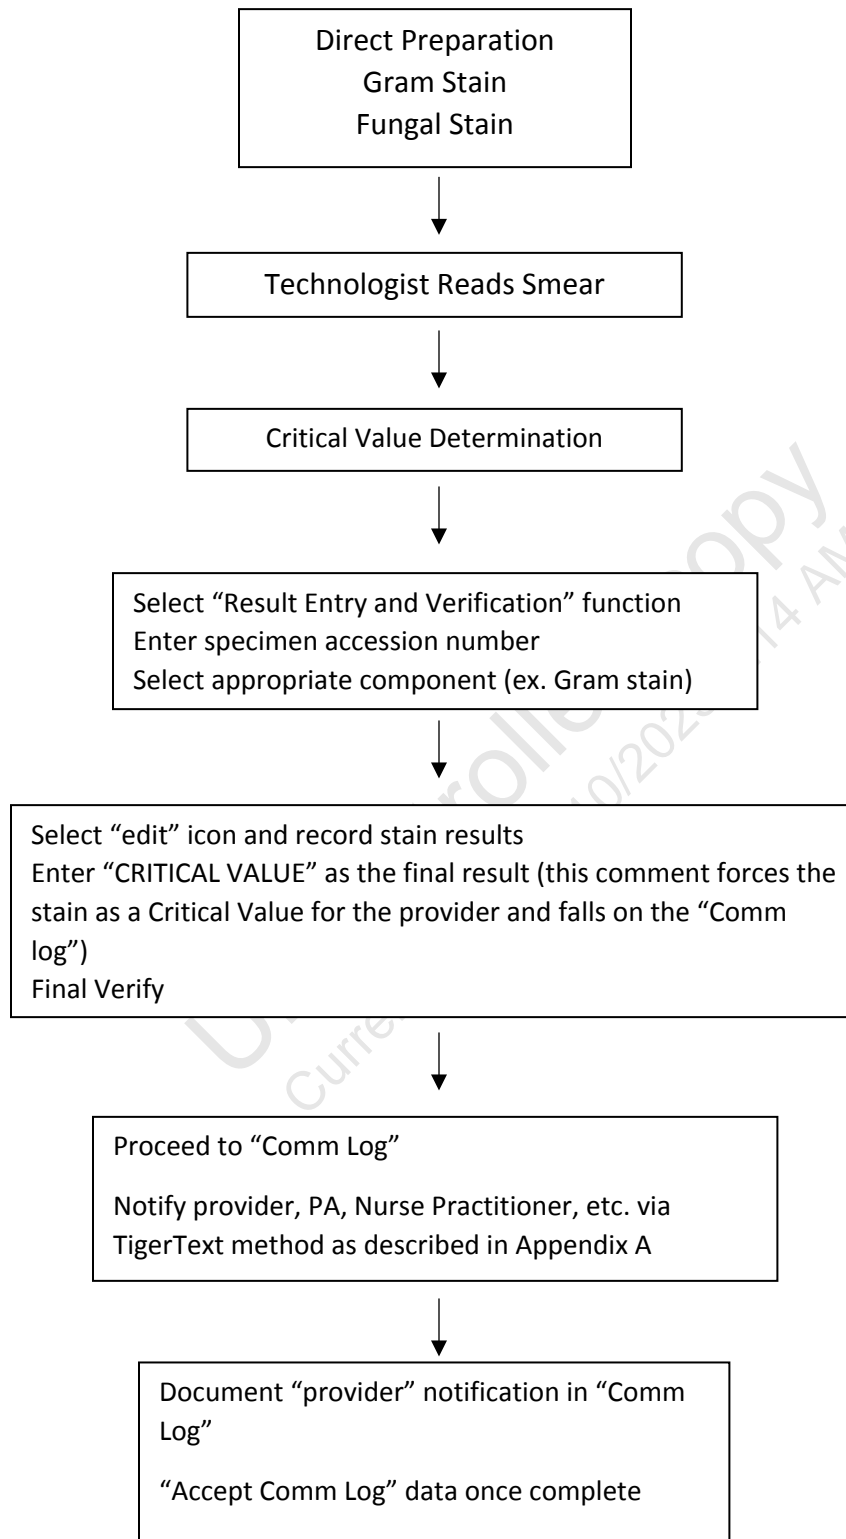 Direct Preparation
Gram Stain
Fungal Stain
Technologist Reads Smear
Critical Value Determination
Select “Result Entry and Verification” function
Enter specimen accession number
Select appropriate component (ex. Gram stain)
Select “edit” icon and record stain results
Enter “CRITICAL VALUE” as the final result (this comment forces the
stain as a Critical Value for the provider and falls on the “Comm
log”)
Final Verify
Proceed to “Comm Log”
Notify provider, PA, Nurse Practitioner, etc. via
TigerText method as described in Appendix A
Document “provider” notification in “Comm
Log”
“Accept Comm Log” data once complete